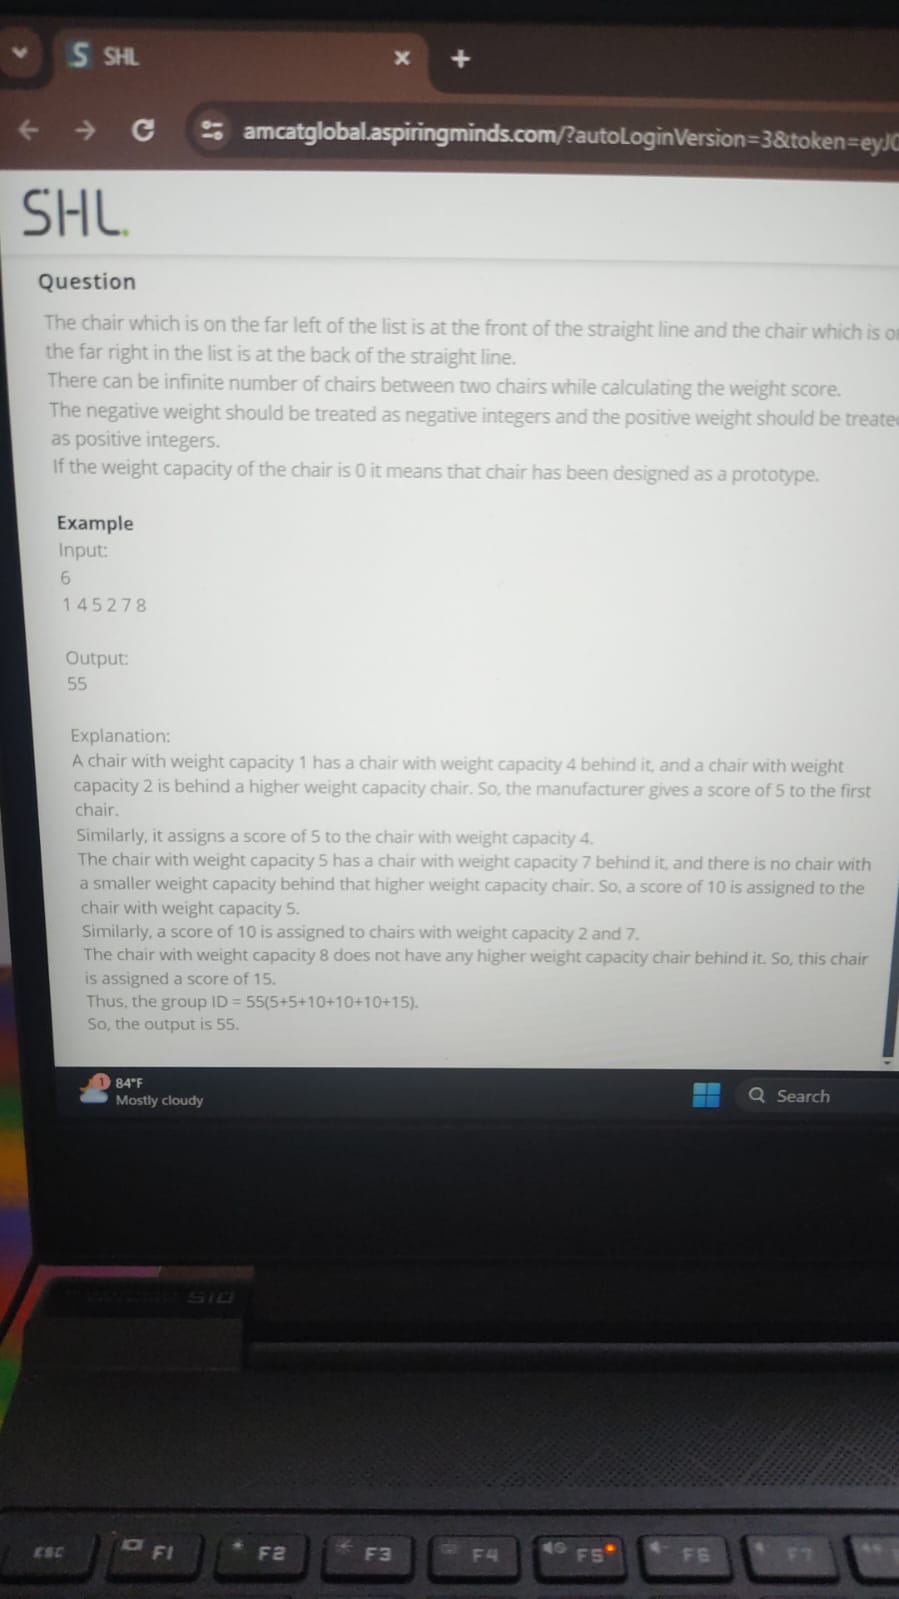 S SHL
amcatglobal.aspiringminds.com/?autoLoginVersion=3&token=eyJ0
SHL.
Question
The chair which is on the far left of the list is at the front of the straight line and the chair which is
the far right in the list is at the back of the straight line.
There can be infinite number of chairs between two chairs while calculating the weight score.
The negative weight should be treated as negative integers and the positive weight should be
as positive integers.
If the weight capacity of the chair is 0 it means that chair has been designed as a prototype.
Example
Input:
6
1 4 5 2 7 8
Output:
55
Explanation:
A chair with weight capacity 1 has a chair with weight capacity 4 behind it, and a chair with weight
capacity 2 is behind a higher weight capacity chair. So, the manufacturer gives a score of 5 to the first
chair.
Similarly, it assigns a score of 5 to the chair with weight capacity 4.
The chair with weight capacity 5 has a chair with weight capacity 7 behind it, and there is no chair with
a smaller weight capacity behind that higher weight capacity chair. So, a score of 10 is assigned to the
chair with weight capacity 5.
Similarly, a score of 10 is assigned to chairs with weight capacity 2 and 7.
The chair with weight capacity 8 does not have any higher weight capacity chair behind it. So, this chair
is assigned a score of 15.
Thus, the group ID = 55(5+5+10+10+10+15).
So, the output is 55.
1
84°F
Mostly cloudy
Search
ESC F1 F2 F3 F4 F5 F6 F7